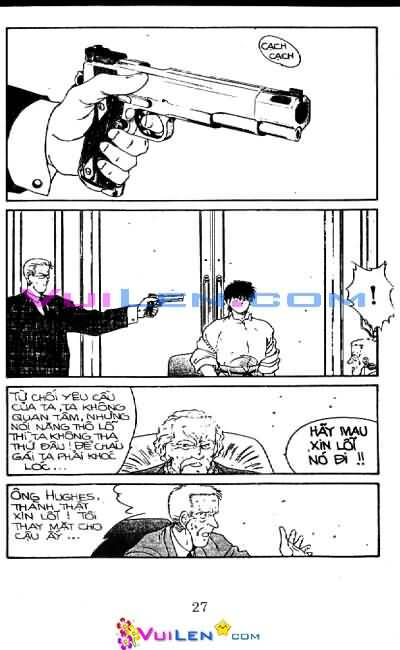 CẠCH
CẠCH
VUILEN.COM
!
TỪ CHỐI YÊU CẦU
CỦA TA, TA KHÔNG
QUAN TÂM, NHƯNG
NÓI NĂNG THÔ LỖ
THÌ TA KHÔNG THA
THỨ ĐÂU! ĐỂ CHÁU
GÁI TA PHẢI KHÓC
LÓC....
HÃY MAU
XIN LỖI
NÓ ĐI !!
ÔNG HUGHES,
THÀNH THẬT
XIN LỖI ! TÔI
THAY MẶT CHO
CẬU ẤY ...
27
VUILEN.COM